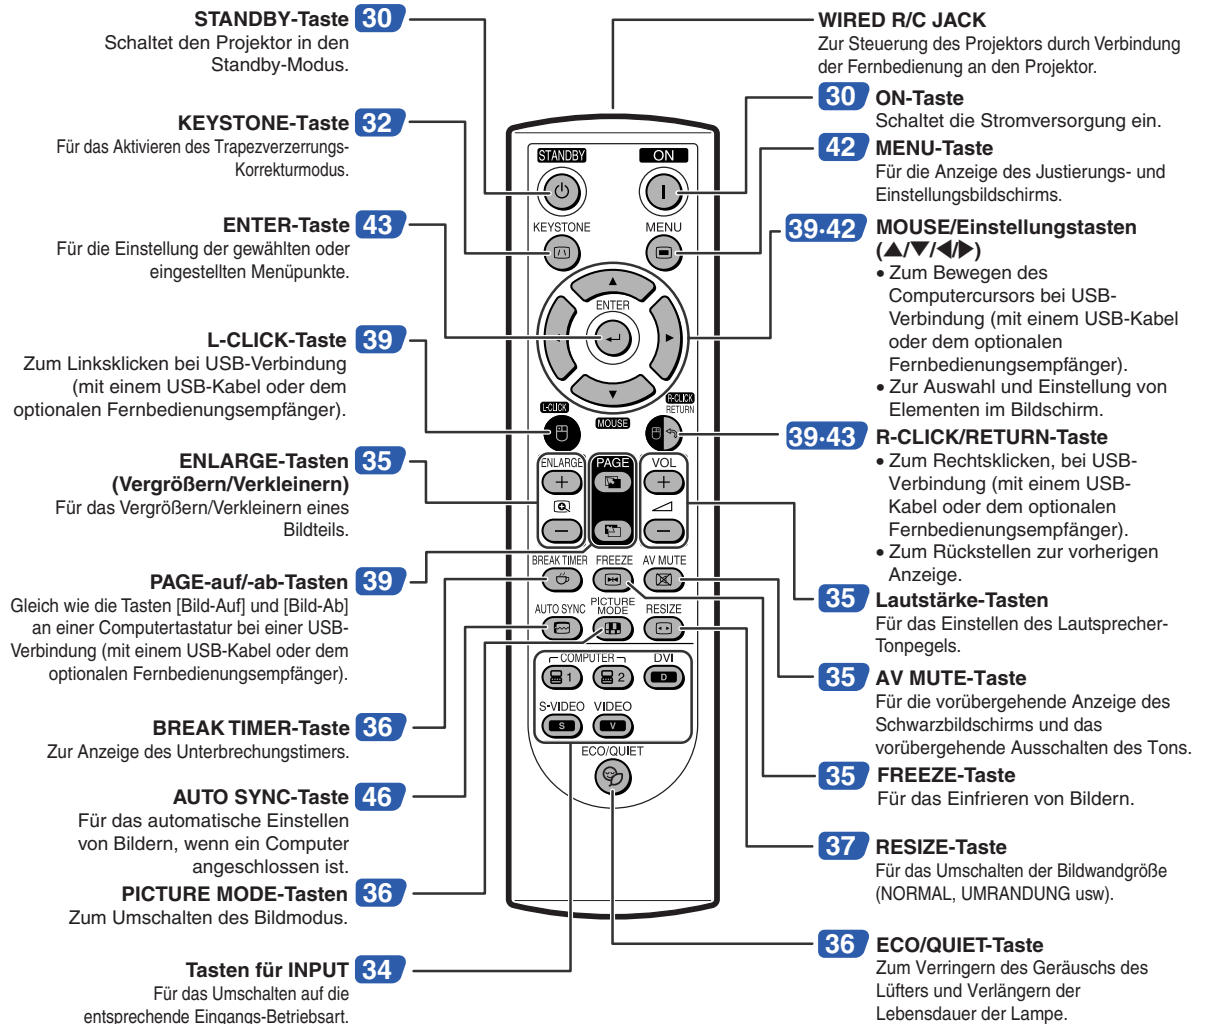 STANDBY-Taste 30
Schaltet den Projektor in den
Standby-Modus.
KEYSTONE-Taste 32
Für das Aktivieren des Trapezverzerrungs-
Korrekturmodus.
ENTER-Taste 43
Für die Einstellung der gewählten oder
eingestellten Menüpunkte.
L-CLICK-Taste 39
Zum Linksklicken bei USB-Verbindung
(mit einem USB-Kabel oder dem
optionalen Fernbedienungsempfänger).
ENLARGE-Tasten 35
(Vergrößern/Verkleinern)
Für das Vergrößern/Verkleinern eines
Bildteils.
PAGE-auf/-ab-Tasten 39
Gleich wie die Tasten [Bild-Auf] und [Bild-Ab]
an einer Computertastatur bei einer USB-
Verbindung (mit einem USB-Kabel oder dem
optionalen Fernbedienungsempfänger).
BREAK TIMER-Taste 36
Zur Anzeige des Unterbrechungstimers.
AUTO SYNC-Taste 46
Für das automatische Einstellen
von Bildern, wenn ein Computer
angeschlossen ist.
PICTURE MODE-Tasten 36
Zum Umschalten des Bildmodus.
Tasten für INPUT 34
Für das Umschalten auf die
entsprechende Eingangs-Betriebsart.
STANDBY ON
KEYSTONE MENU
ENTER
L-CLICK R-CLICK
RETURN
MOUSE
ENLARGE PAGE VOL
BREAK TIMER FREEZE AV MUTE
AUTO SYNC PICTURE
MODE RESIZE
COMPUTER DVI
1 2 D
S-VIDEO VIDEO
S V
ECO/QUIET
WIRED R/C JACK
Zur Steuerung des Projektors durch Verbindung
der Fernbedienung an den Projektor.
30 ON-Taste
Schaltet die Stromversorgung ein.
42 MENU-Taste
Für die Anzeige des Justierungs- und
Einstellungsbildschirms.
39·42 MOUSE/Einstellungstasten
(▲/▼/◀/▶)
• Zum Bewegen des
Computercursors bei USB-
Verbindung (mit einem USB-Kabel
oder dem optionalen
Fernbedienungsempfänger).
• Zur Auswahl und Einstellung von
Elementen im Bildschirm.
39·43 R-CLICK/RETURN-Taste
• Zum Rechtsklicken, bei USB-
Verbindung (mit einem USB-
Kabel oder dem optionalen
Fernbedienungsempfänger).
• Zum Rückstellen zur vorherigen
Anzeige.
35 Lautstärke-Tasten
Für das Einstellen des Lautsprecher-
Tonpegels.
35 AV MUTE-Taste
Für die vorübergehende Anzeige des
Schwarzbildschirms und das
vorübergehende Ausschalten des Tons.
35 FREEZE-Taste
Für das Einfrieren von Bildern.
37 RESIZE-Taste
Für das Umschalten der Bildwandgröße
(NORMAL, UMRANDUNG usw).
36 ECO/QUIET-Taste
Zum Verringern des Geräuschs des
Lüfters und Verlängern der
Lebensdauer der Lampe.